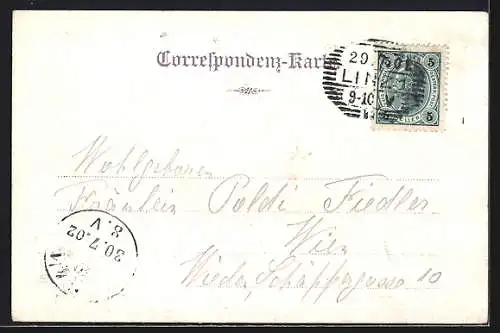 Correspondenz-Karte
29
LINZ
9-10 V
5
5
Wohlgeboren
Fräulein Poldi Fiedler
Wien
Wieden, Schäffergasse 10
30.7.02
8.V